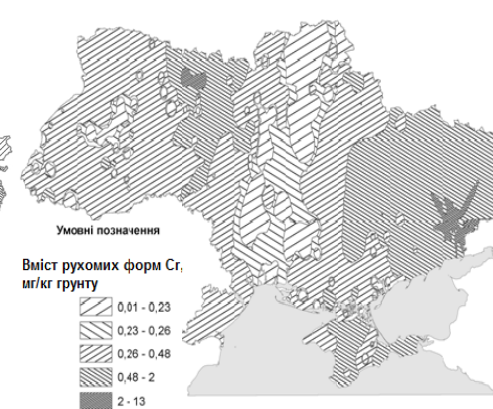 Умовні позначення
Вміст рухомих форм Cr,
мг/кг грунту
0,01 - 0,23
0,23 - 0,26
0,26 - 0,48
0,48 - 2
2 - 13